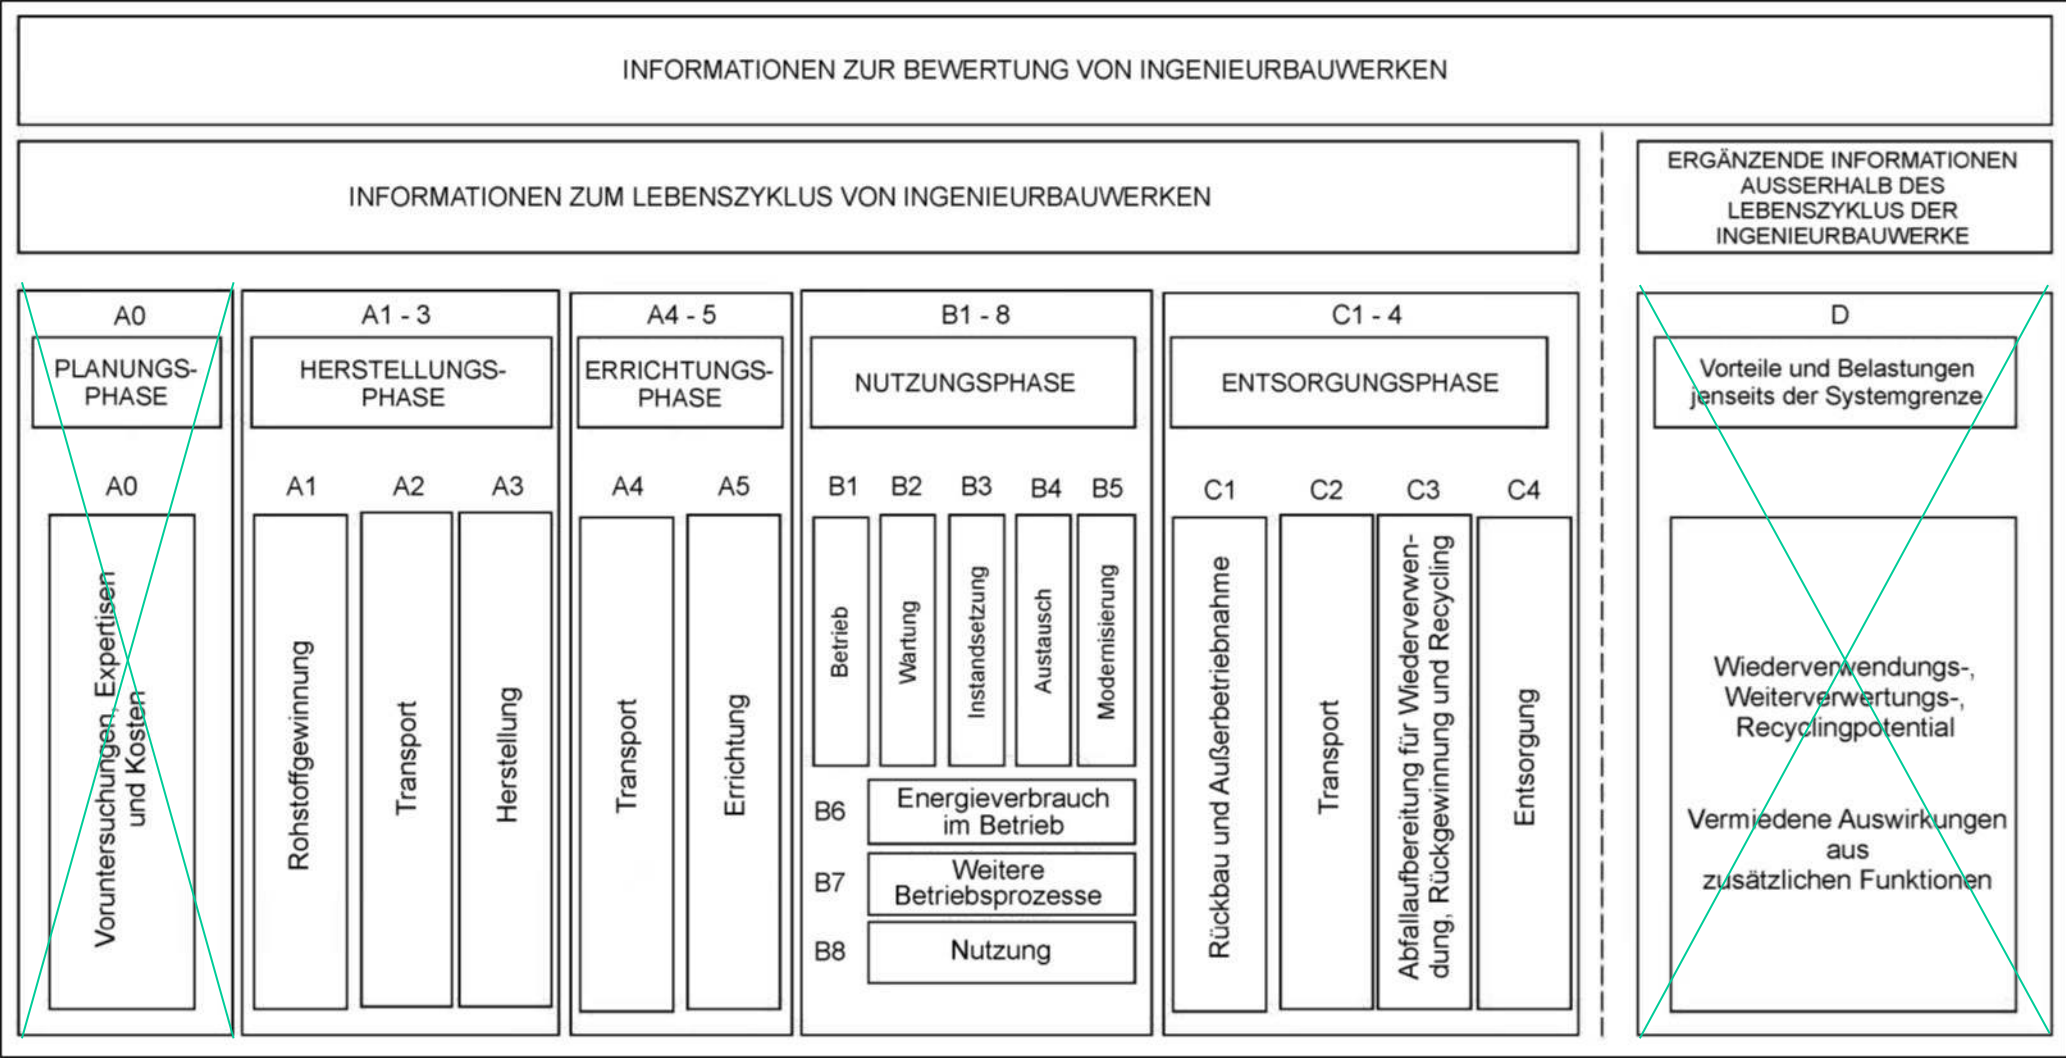 INFORMATIONEN ZUR BEWERTUNG VON INGENIEURBAUWERKEN
INFORMATIONEN ZUM LEBENSZYKLUS VON INGENIEURBAUWERKEN
ERGÄNZENDE INFORMATIONEN
AUSSERHALB DES
LEBENSZYKLUS DER
INGENIEURBAUWERKE
A0
PLANUNGS-
PHASE
A0
Voruntersuchungen, Expertisen
und Kosten
A1 - 3
HERSTELLUNGS-
PHASE
A1
Rohstoffgewinnung
A2
Transport
A3
Herstellung
A4 - 5
ERRICHTUNGS-
PHASE
A4
Transport
A5
Errichtung
B1 - 8
NUTZUNGSPHASE
B1
Betrieb
B2
Wartung
B3
Instandsetzung
B4
Austausch
B5
Modernisierung
B6
Energieverbrauch
im Betrieb
B7
Weitere
Betriebsprozesse
B8
Nutzung
C1 - 4
ENTSORGUNGSPHASE
C1
Rückbau und Außerbetriebnahme
C2
Transport
C3
Abfallaufbereitung für Wiederverwen-
dung, Rückgewinnung und Recycling
C4
Entsorgung
D
Vorteile und Belastungen
jenseits der Systemgrenze
Wiederverwendungs-,
Weiterverwertungs-,
Recyclingpotential
Vermiedene Auswirkungen
aus
zusätzlichen Funktionen